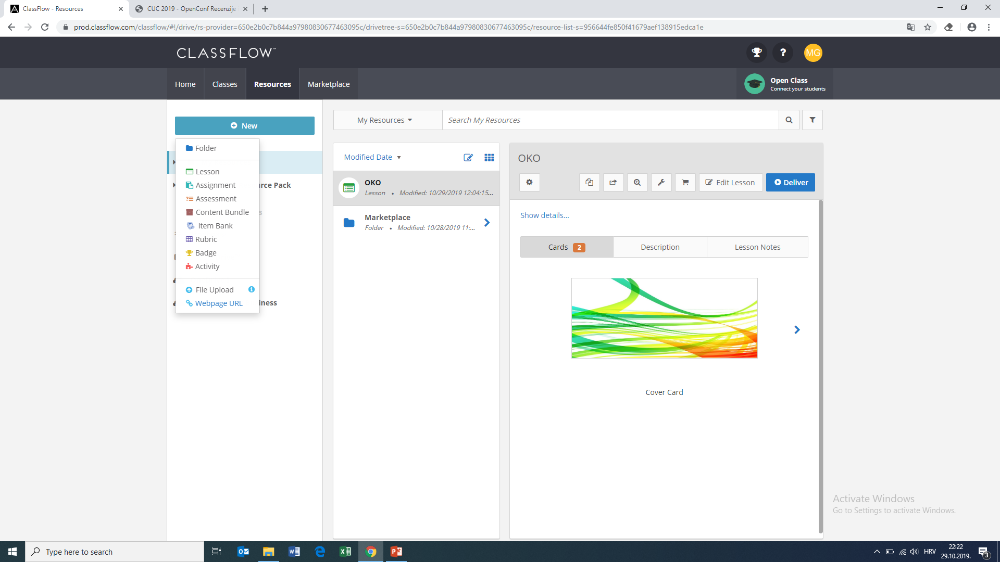 ClassFlow - Resources
CUC 2019 - OpenConf Recenzije
prod.classflow.com/classflow/#!/drive/rs-provider=650e2b0c7b844a97980830677463095c/drivetree-s=650e2b0c7b844a97980830677463095c/resource-list-s=956644fe850f41679aef138915edca1e
CLASSFLOW™
?
MG
Home
Classes
Resources
Marketplace
Open Class
Connect your students
New
My Resources
Search My Resources
Folder
Lesson
Assignment
Assessment
Content Bundle
Item Bank
Rubric
Badge
Activity
File Upload
Webpage URL
rce Pack
s
iness
Modified Date
OKO
Lesson • Modified: 10/29/2019 12:04:15...
Marketplace
Folder • Modified: 10/28/2019 11:...
OKO
Edit Lesson
Deliver
Show details...
Cards 2
Description
Lesson Notes
Cover Card
Activate Windows
Go to Settings to activate Windows.
Type here to search
HRV
22:22
29.10.2019.
3